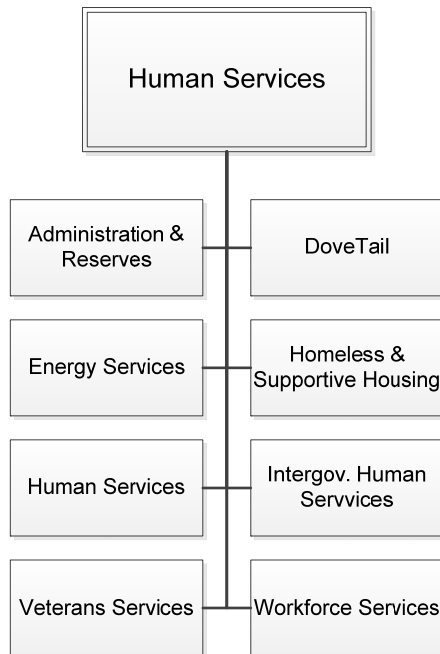 Human Services
Administration &
Reserves
DoveTail
Energy Services
Homeless &
Supportive Housing
Human Services
Intergov. Human
Servvices
Veterans Services
Workforce Services